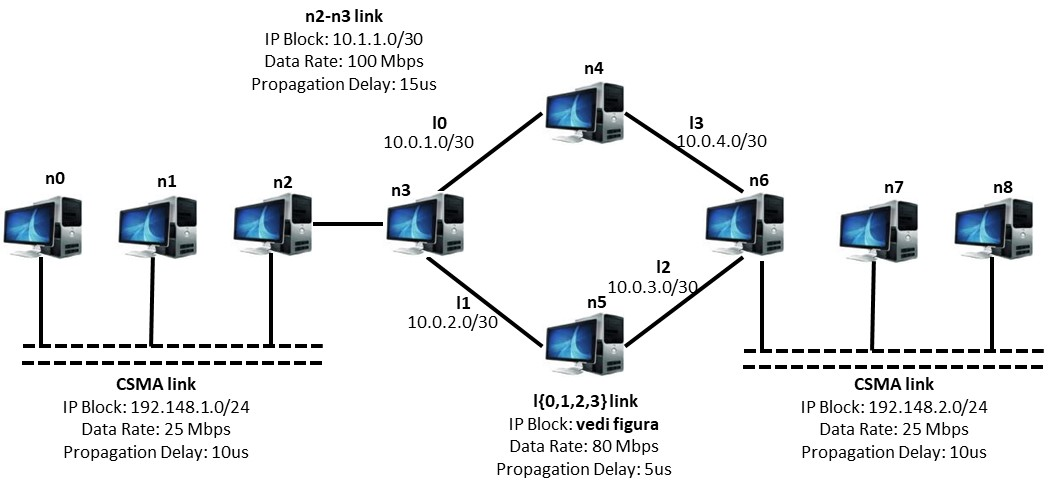 n2-n3 link
IP Block: 10.1.1.0/30
Data Rate: 100 Mbps
Propagation Delay: 15us
n4
l0
10.0.1.0/30
l3
10.0.4.0/30
n0
n1
n2
n3
n6
n7
n8
l1
10.0.2.0/30
l2
10.0.3.0/30
n5
CSMA link
IP Block: 192.148.1.0/24
Data Rate: 25 Mbps
Propagation Delay: 10us
l{0,1,2,3} link
IP Block: vedi figura
Data Rate: 80 Mbps
Propagation Delay: 5us
CSMA link
IP Block: 192.148.2.0/24
Data Rate: 25 Mbps
Propagation Delay: 10us